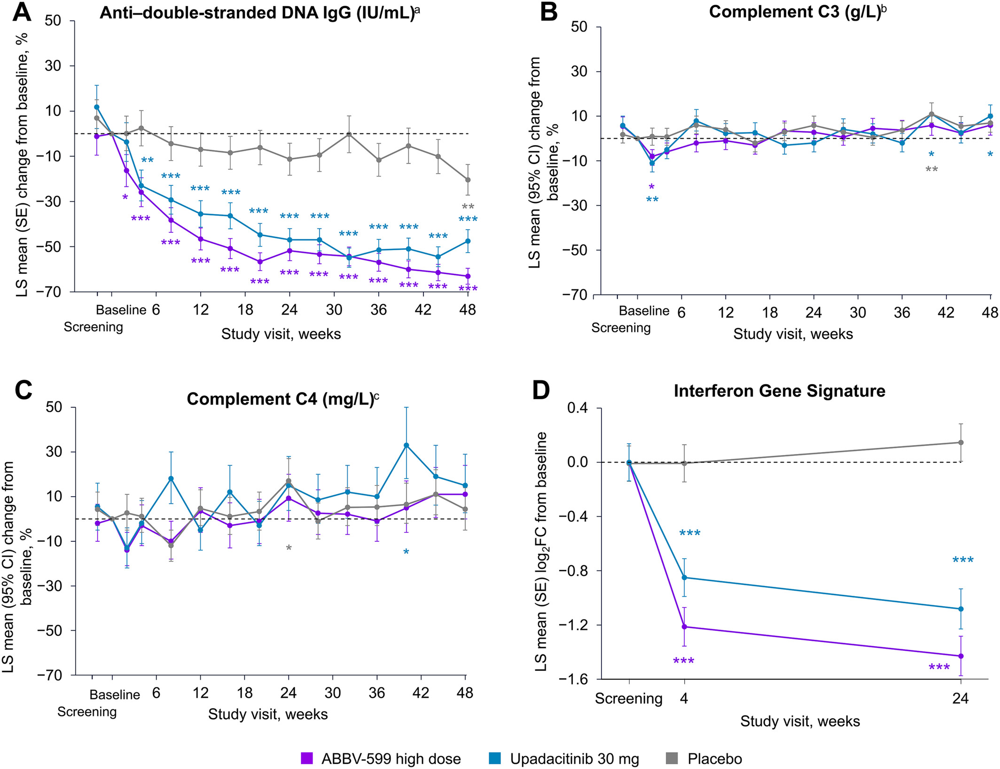 A
Anti–double-stranded DNA IgG (IU/mL)a
LS mean (SE) change from baseline, %
50
30
10
−10
−30
−50
−70
**
***
***
***
***
***
***
***
***
***
***
**
***
*
***
***
***
***
***
***
***
***
***
***
***
***
Baseline 6 12 18 24 30 36 42 48
Screening
Study visit, weeks
B
Complement C3 (g/L)b
LS mean (95% CI) change from
baseline, %
50
30
10
−10
−30
−50
−70
*
**
*
**
*
Baseline 6 12 18 24 30 36 42 48
Screening
Study visit, weeks
C
Complement C4 (mg/L)c
LS mean (95% CI) change from
baseline, %
50
30
10
−10
−30
−50
−70
*
*
Baseline 6 12 18 24 30 36 42 48
Screening
Study visit, weeks
D
Interferon Gene Signature
LS mean (SE) log2FC from baseline
0.4
0.0
−0.4
−0.8
−1.2
−1.6
***
***
***
***
Screening 4 24
Study visit, weeks
ABBV-599 high dose Upadacitinib 30 mg Placebo